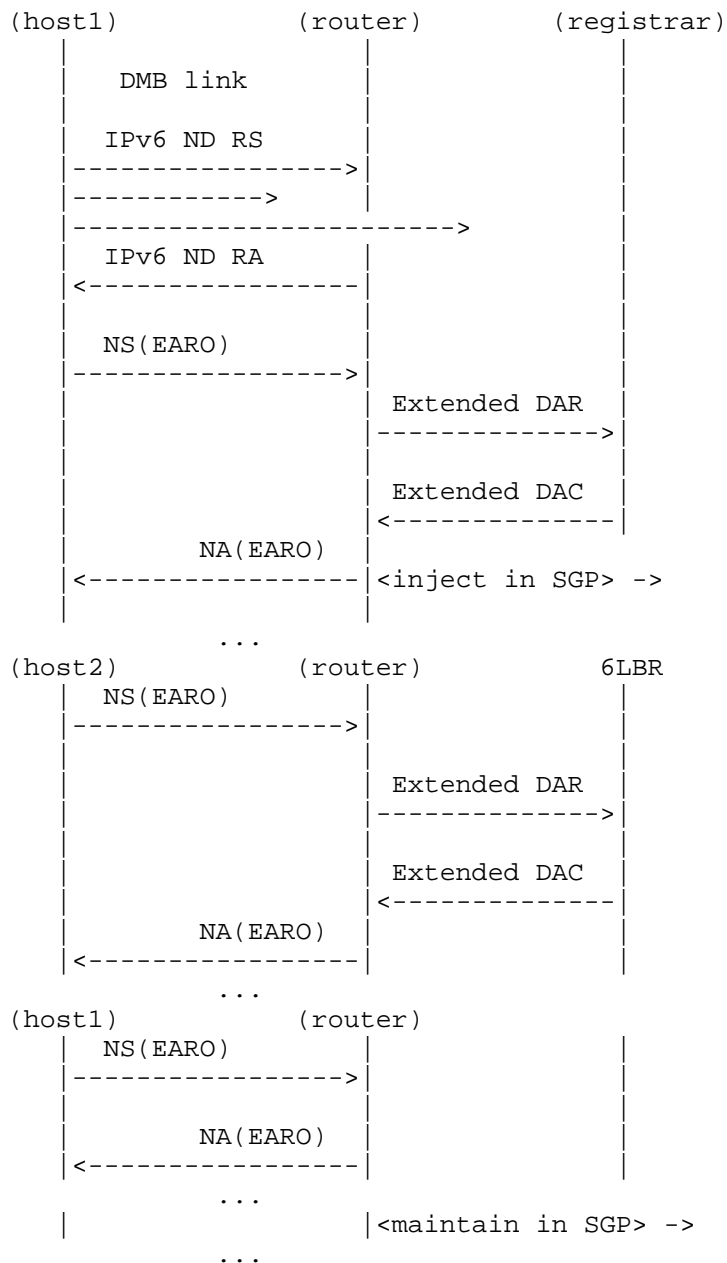 (host1)            (router)        (registrar)
   |                  |               |
   |   DMB link       |               |
   |                  |               |
   |  IPv6 ND RS      |               |
   |----------------->|               |
   |------------>     |               |
   |------------------------>         |
   |  IPv6 ND RA      |               |
   |<-----------------|               |
   |                  |               |
   |  NS(EARO)        |               |
   |----------------->|               |
   |                  | Extended DAR  |
   |                  |-------------->|
   |                  |               |
   |                  | Extended DAC  |
   |                  |<--------------|
   |        NA(EARO)  |
   |<-----------------|<inject in SGP> ->
   |                  |
             ...
(host2)            (router)           6LBR
   |  NS(EARO)        |               |
   |----------------->|               |
   |                  |               |
   |                  | Extended DAR  |
   |                  |-------------->|
   |                  |               |
   |                  | Extended DAC  |
   |                  |<--------------|
   |        NA(EARO)  |               |
   |<-----------------|               |
             ...
(host1)            (router)
   |  NS(EARO)        |               |
   |----------------->|               |
   |                  |               |
   |        NA(EARO)  |               |
   |<-----------------|               |
             ...
   |                  |<maintain in SGP> ->
             ...